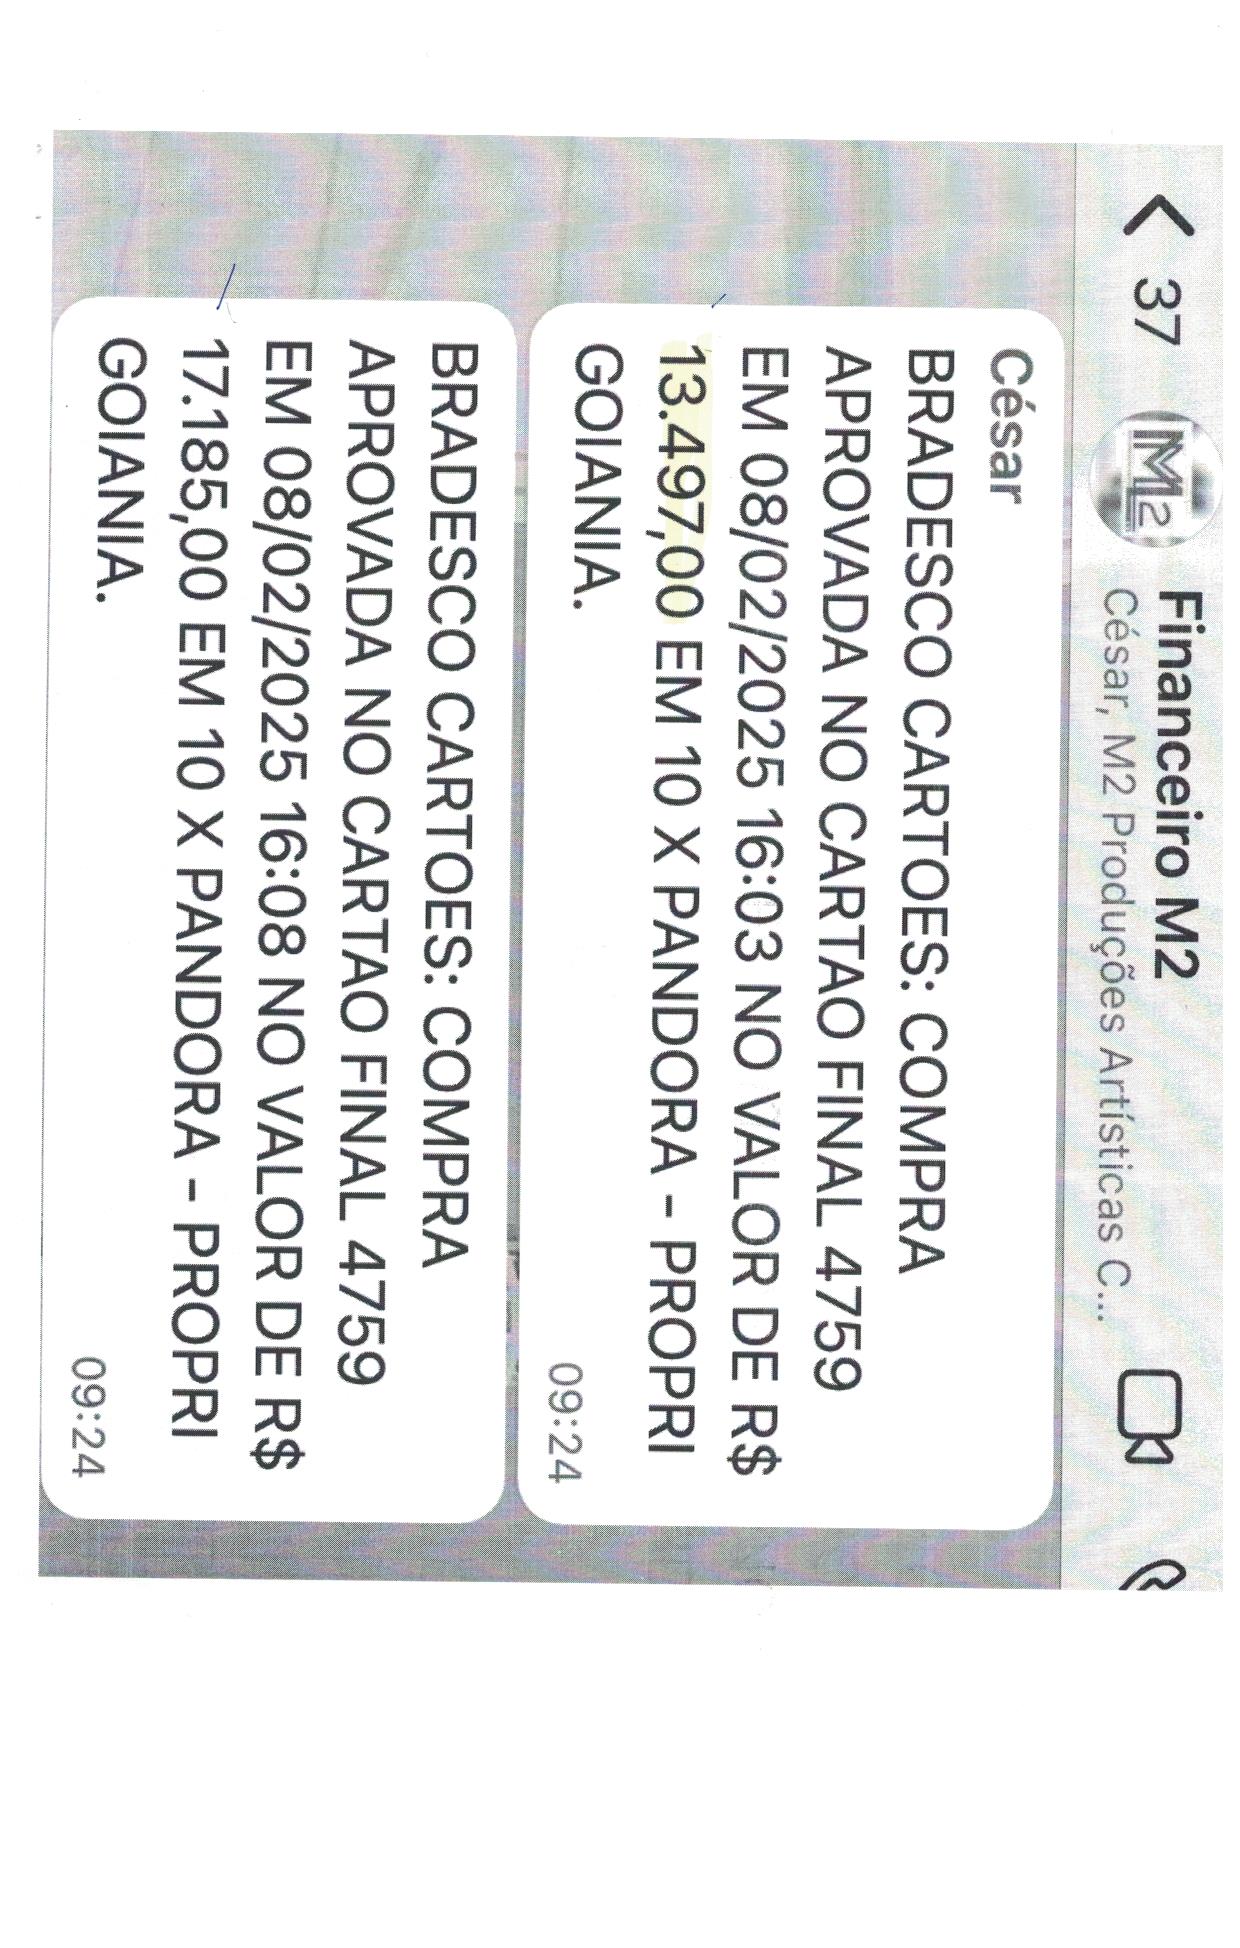 37
M2
Financeiro M2
César, M2 Produções Artísticas C...
César
BRADESCO CARTOES: COMPRA
APROVADA NO CARTAO FINAL 4759
EM 08/02/2025 16:03 NO VALOR DE R$
13.497,00 EM 10 X PANDORA - PROPRI
GOIANIA.
09:24
BRADESCO CARTOES: COMPRA
APROVADA NO CARTAO FINAL 4759
EM 08/02/2025 16:08 NO VALOR DE R$
17.185,00 EM 10 X PANDORA - PROPRI
GOIANIA.
09:24